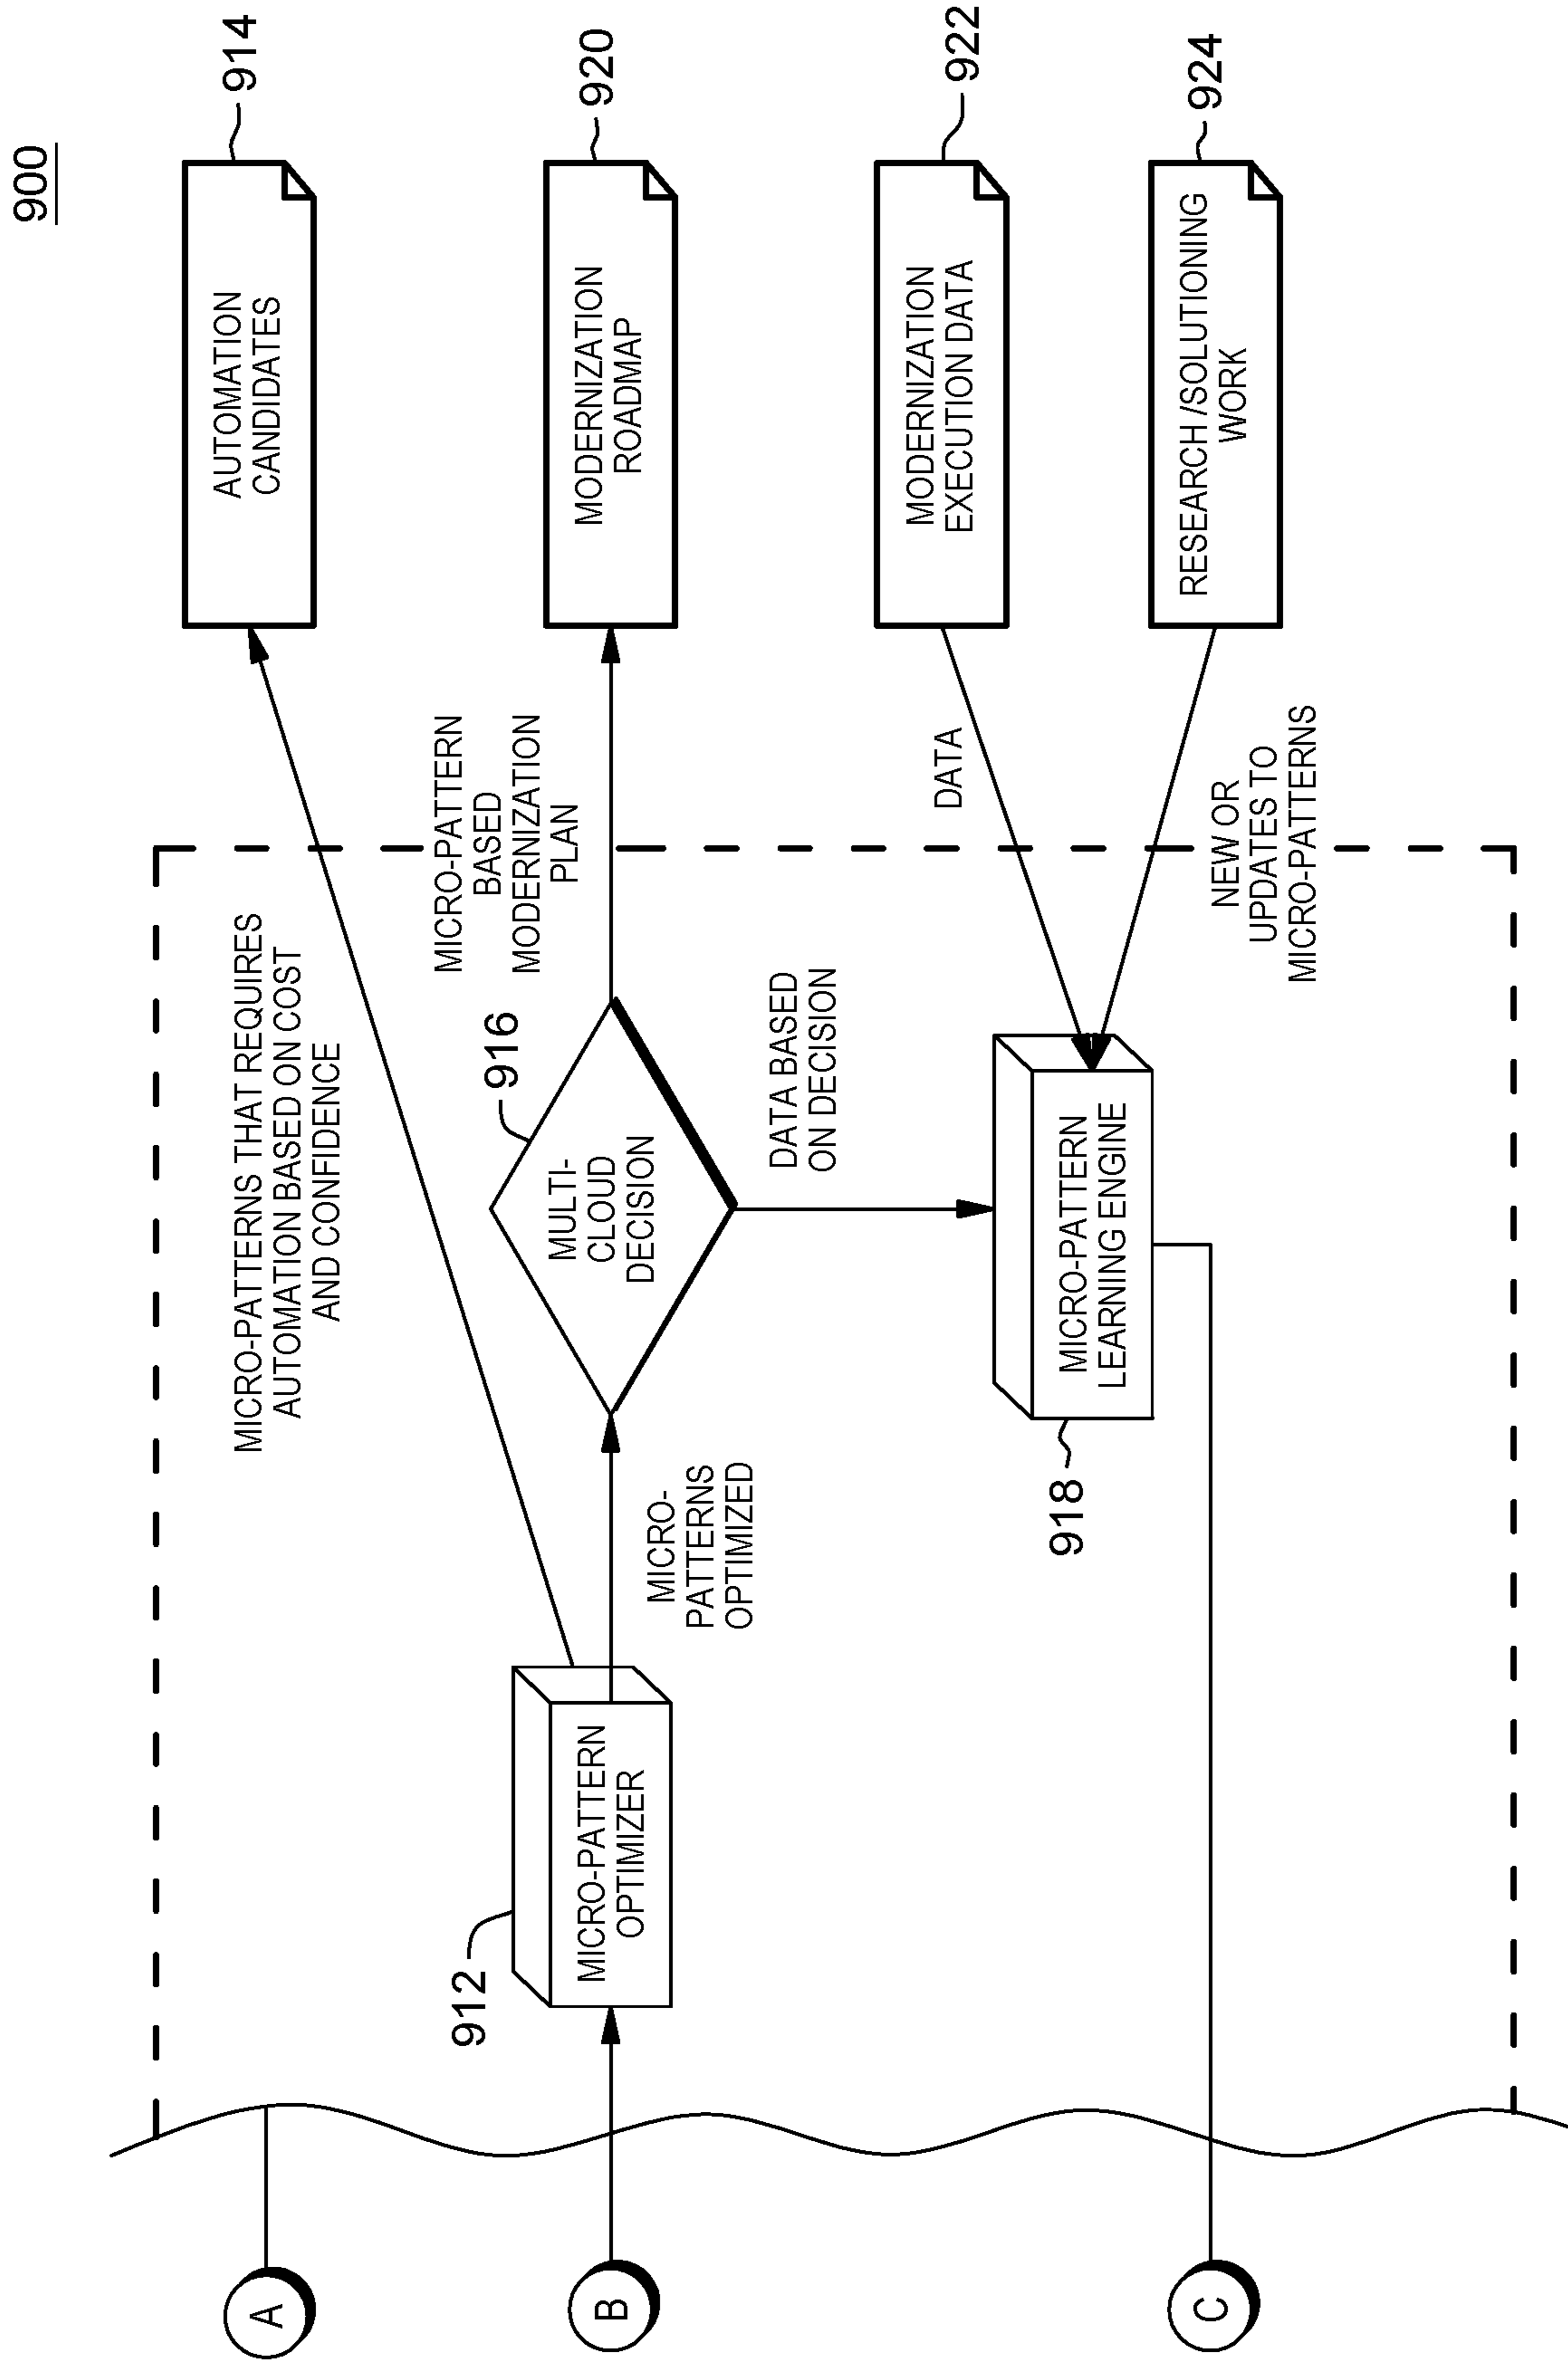 900
914
AUTOMATION
CANDIDATES
920
MODERNIZATION
ROADMAP
922
MODERNIZATION
EXECUTION DATA
924
RESEARCH /SOLUTIONING
WORK
MICRO-PATTERNS THAT REQUIRES
AUTOMATION BASED ON COST
AND CONFIDENCE
MICRO-PATTERN
BASED
MODERNIZATION
PLAN
DATA
NEW OR
UPDATES TO
MICRO-PATTERNS
916
MULTI-
CLOUD
DECISION
DATA BASED
ON DECISION
MICRO-
PATTERNS
OPTIMIZED
918
MICRO-PATTERN
LEARNING ENGINE
912
MICRO-PATTERN
OPTIMIZER
A
B
C